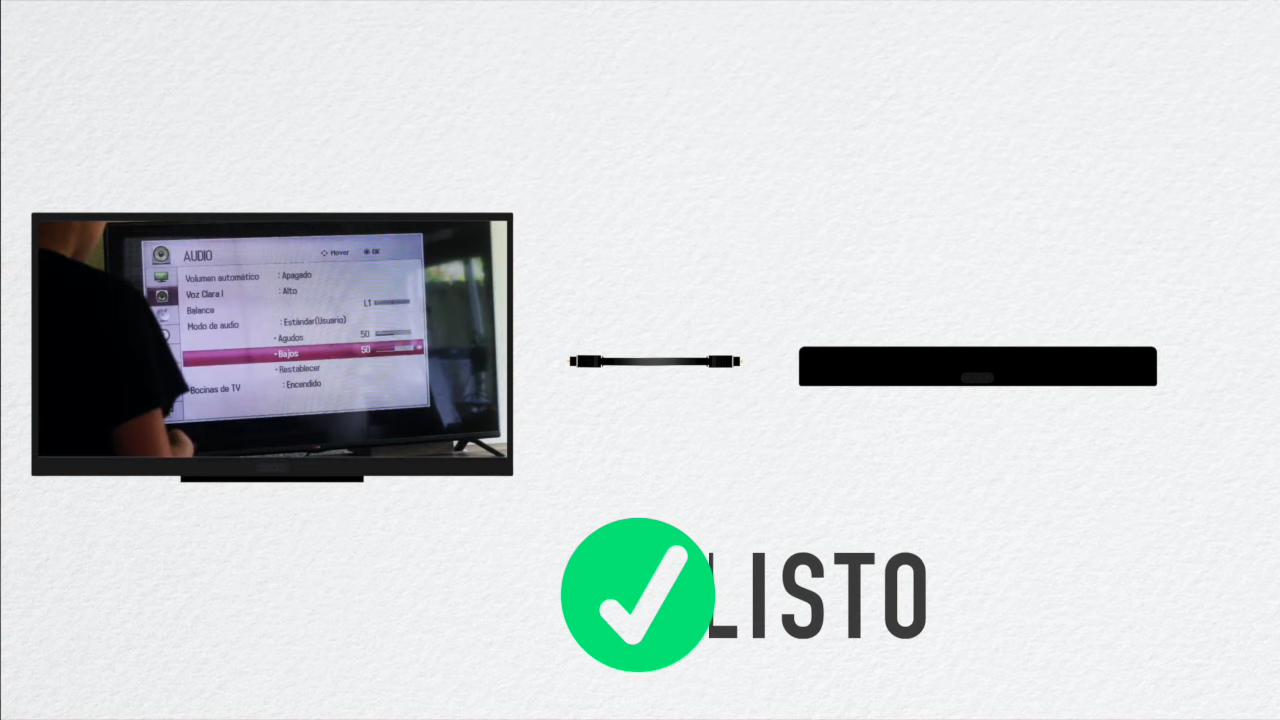 AUDIO
Mover
OK
Volumen automático : Apagado
Voz Clara I : Alto
Balance L1
Modo de audio : Estándar(Usuario)
• Agudos 50
• Bajos 50
• Restablecer
Bocinas de TV : Encendido
LISTO